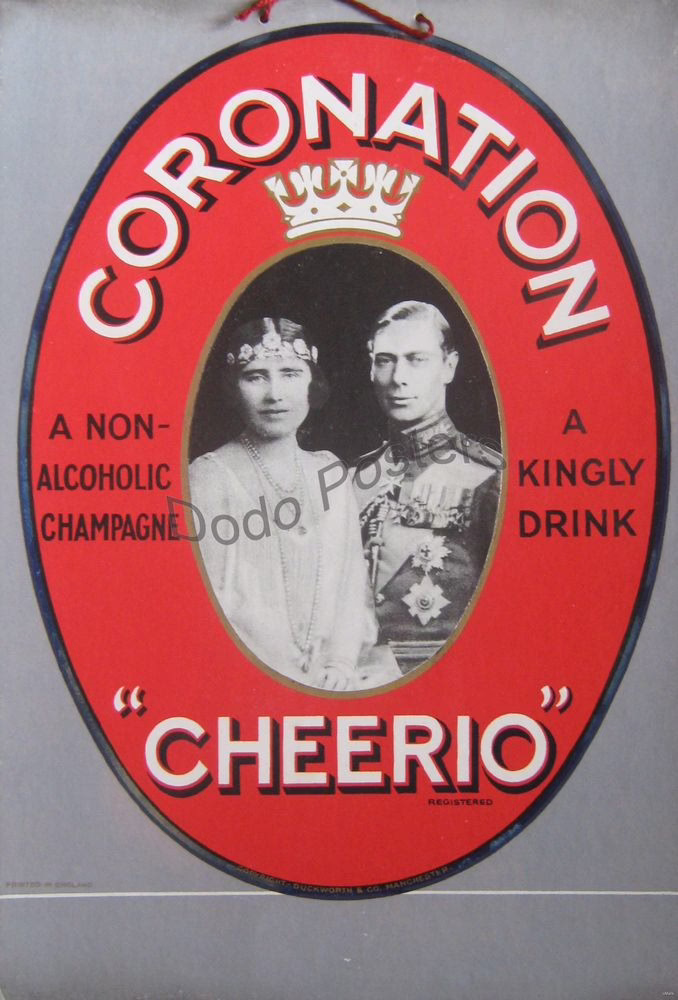 CORONATION
A NON-
ALCOHOLIC
CHAMPAGNE
A
KINGLY
DRINK
Dodo Posters
"CHEERIO"
REGISTERED
COPYRIGHT - DUCKWORTH & CO. MANCHESTER
PRINTED IN ENGLAND